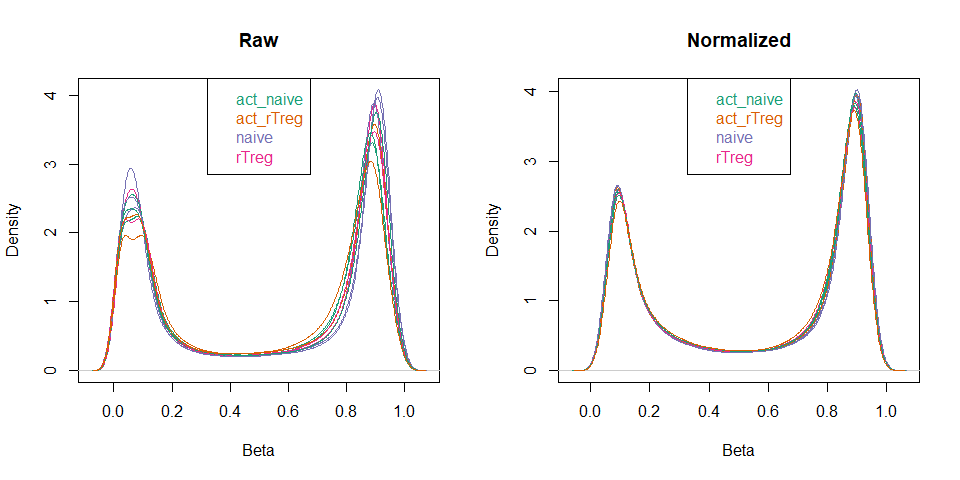 Raw
act_naive
act_rTreg
naive
rTreg
Density
0
1
2
3
4
0.0 0.2 0.4 0.6 0.8 1.0
Beta
Normalized
act_naive
act_rTreg
naive
rTreg
Density
0
1
2
3
4
0.0 0.2 0.4 0.6 0.8 1.0
Beta